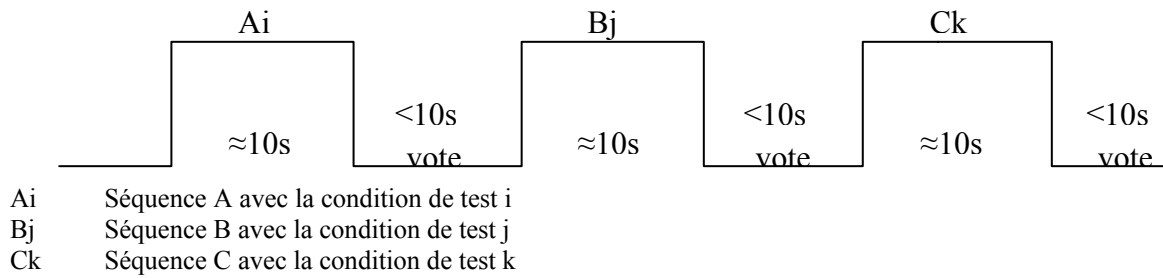 Ai Bj Ck
<10s <10s <10s
≈10s ≈10s ≈10s
vote vote vote
Ai Séquence A avec la condition de test i
Bj Séquence B avec la condition de test j
Ck Séquence C avec la condition de test k